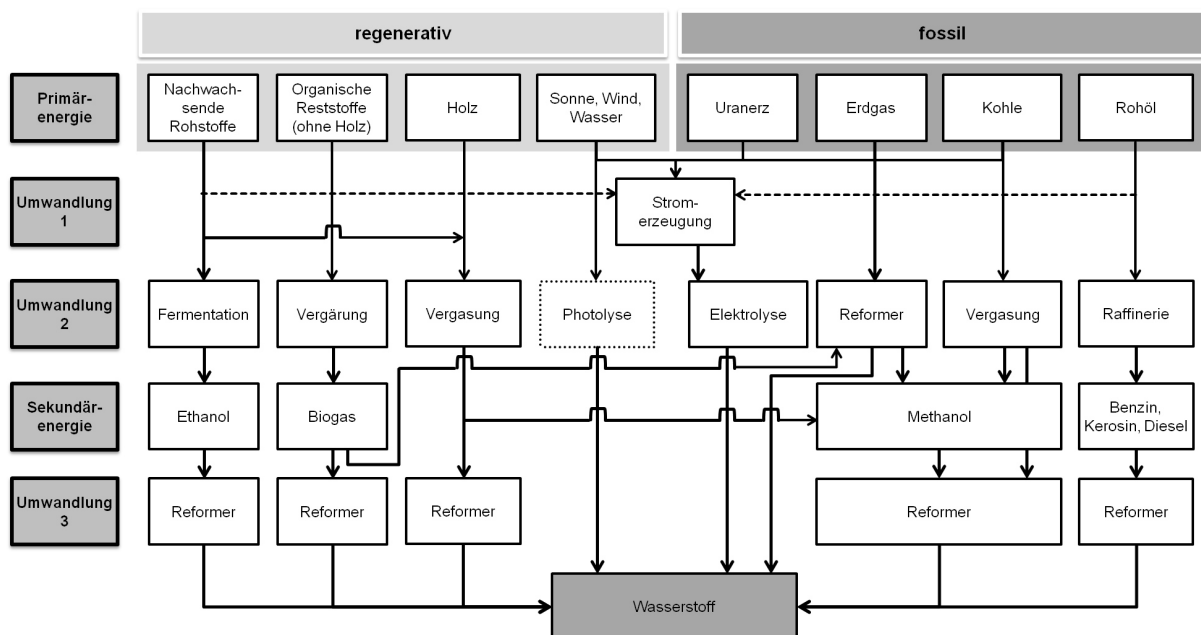 regenerativ
fossil
Primär-
energie
Nachwach-
sende
Rohstoffe
Organische
Reststoffe
(ohne Holz)
Holz
Sonne, Wind,
Wasser
Uranerz
Erdgas
Kohle
Rohöl
Umwandlung
1
Strom-
erzeugung
Umwandlung
2
Fermentation
Vergärung
Vergasung
Photolyse
Elektrolyse
Reformer
Vergasung
Raffinerie
Sekundär-
energie
Ethanol
Biogas
Methanol
Benzin,
Kerosin, Diesel
Umwandlung
3
Reformer
Reformer
Reformer
Reformer
Reformer
Wasserstoff